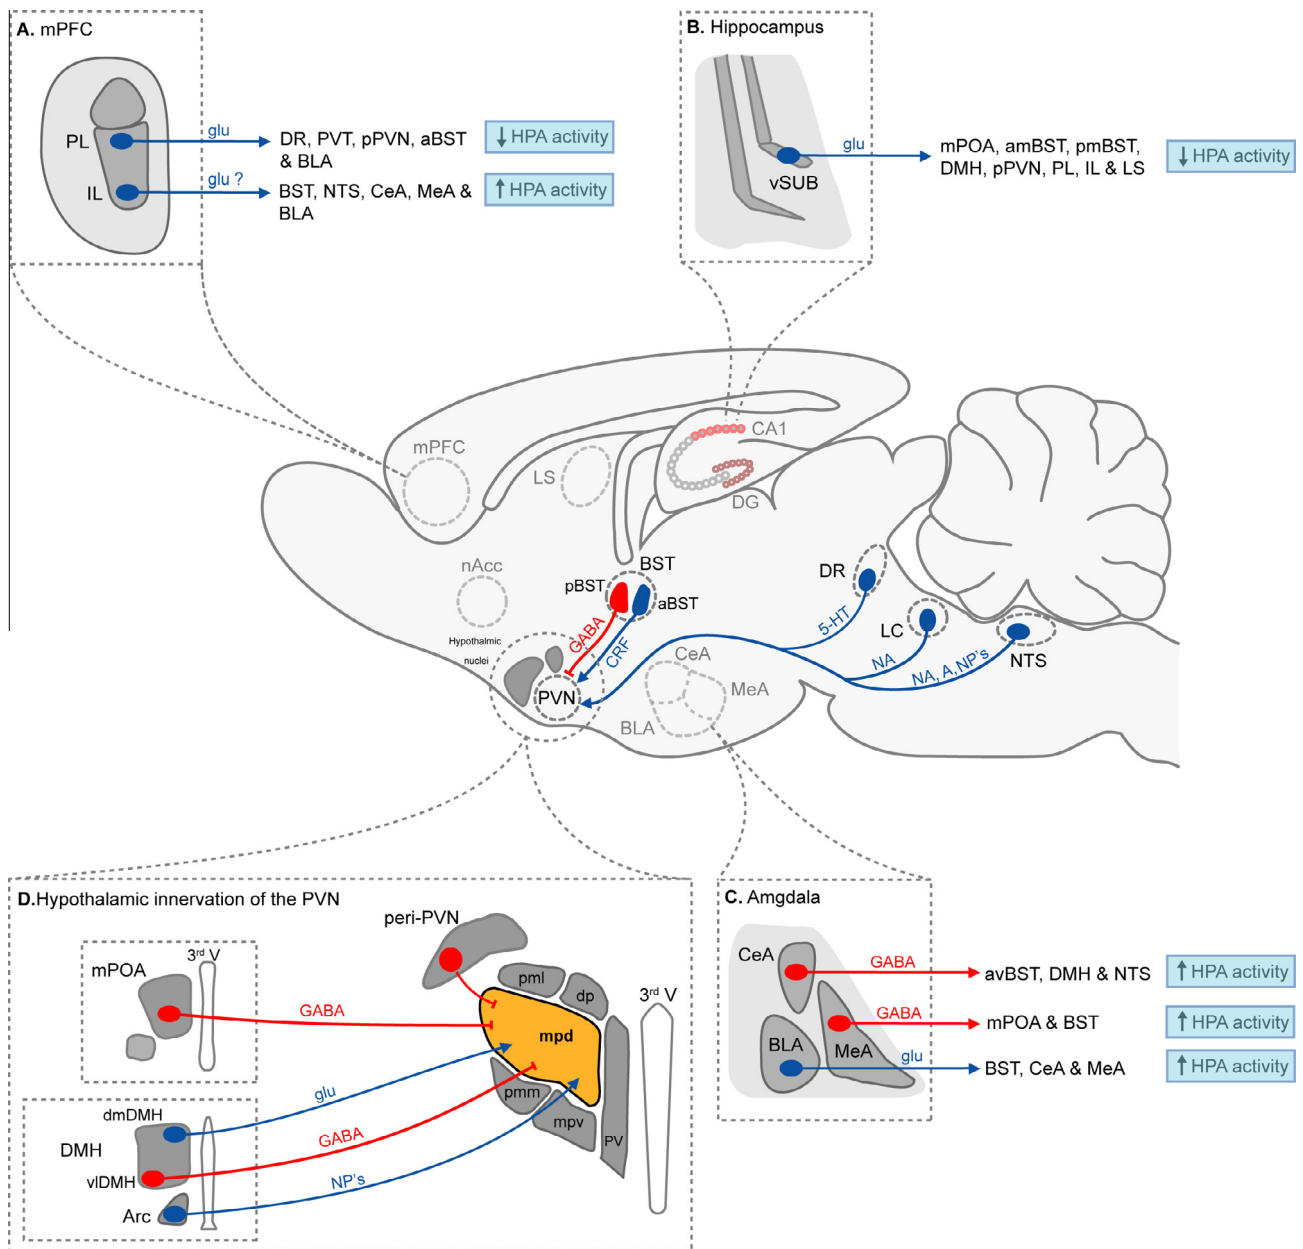 A. mPFC
PL
glu
DR, PVT, pPVN, aBST
& BLA
↓ HPA activity
IL
glu ?
BST, NTS, CeA, MeA &
BLA
↑ HPA activity
B. Hippocampus
vSUB
glu
mPOA, amBST, pmBST,
DMH, pPVN, PL, IL & LS
↓ HPA activity
mPFC
LS
CA1
DG
nAcc
BST
pBST
aBST
GABA
CRF
Hypothalmic
nuclei
PVN
CeA
MeA
BLA
DR
5-HT
LC
NA
NTS
NA, A, NP's
D.Hypothalamic innervation of the PVN
mPOA
3rd V
GABA
peri-PVN
pml
dp
mpd
pmm
mpv
PV
3rd V
dmDMH
DMH
vlDMH
Arc
glu
GABA
NP's
C. Amgdala
CeA
GABA
avBST, DMH & NTS
↑ HPA activity
MeA
GABA
mPOA & BST
↑ HPA activity
BLA
glu
BST, CeA & MeA
↑ HPA activity